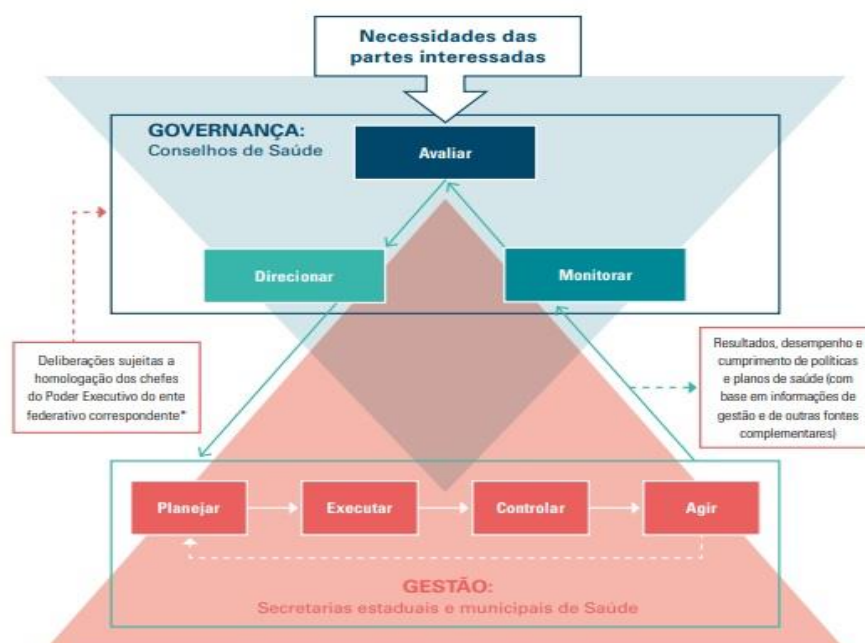 Necessidades das
partes interessadas
GOVERNANÇA:
Conselhos de Saúde
Avaliar
Direcionar
Monitorar
Deliberações sujeitas a
homologação dos chefes
do Poder Executivo do ente
federativo correspondente*
Resultados, desempenho e
cumprimento de políticas
e planos de saúde (com
base em informações de
gestão e de outras fontes
complementares)
Planejar
Executar
Controlar
Agir
GESTÃO:
Secretarias estaduais e municipais de Saúde